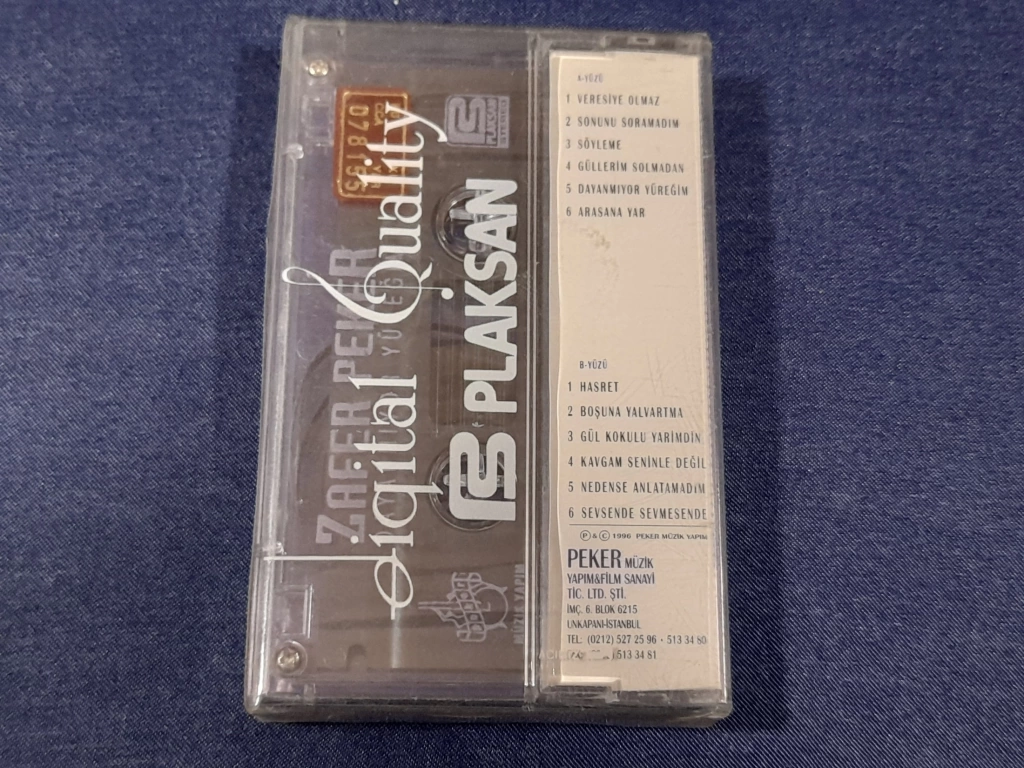 Digital Quality
PLAKSAN
ZAFER PEKER
PLAKSAN
078155
A-YÜZÜ
1 VERESİYE OLMAZ
2 SONUNU SORAMADIM
3 SÖYLEME
4 GÜLLERİM SOLMADAN
5 DAYANMIYOR YÜREĞİM
6 ARASANA YAR
B-YÜZÜ
1 HASRET
2 BOŞUNA YALVARTMA
3 GÜL KOKULU YARİMDİN
4 KAVGAM SENİNLE DEĞİL
5 NEDENSE ANLATAMADIM
6 SEVSENDE SEVMESENDE
Ⓟ & © 1996 PEKER MÜZİK YAPIM
PEKER MÜZİK
YAPIM&FİLM SANAYİ
TİC. LTD. ŞTİ.
İMÇ. 6. BLOK 6215
UNKAPANI-İSTANBUL
TEL: (0212) 527 25 96 • 513 34 80
513 34 81